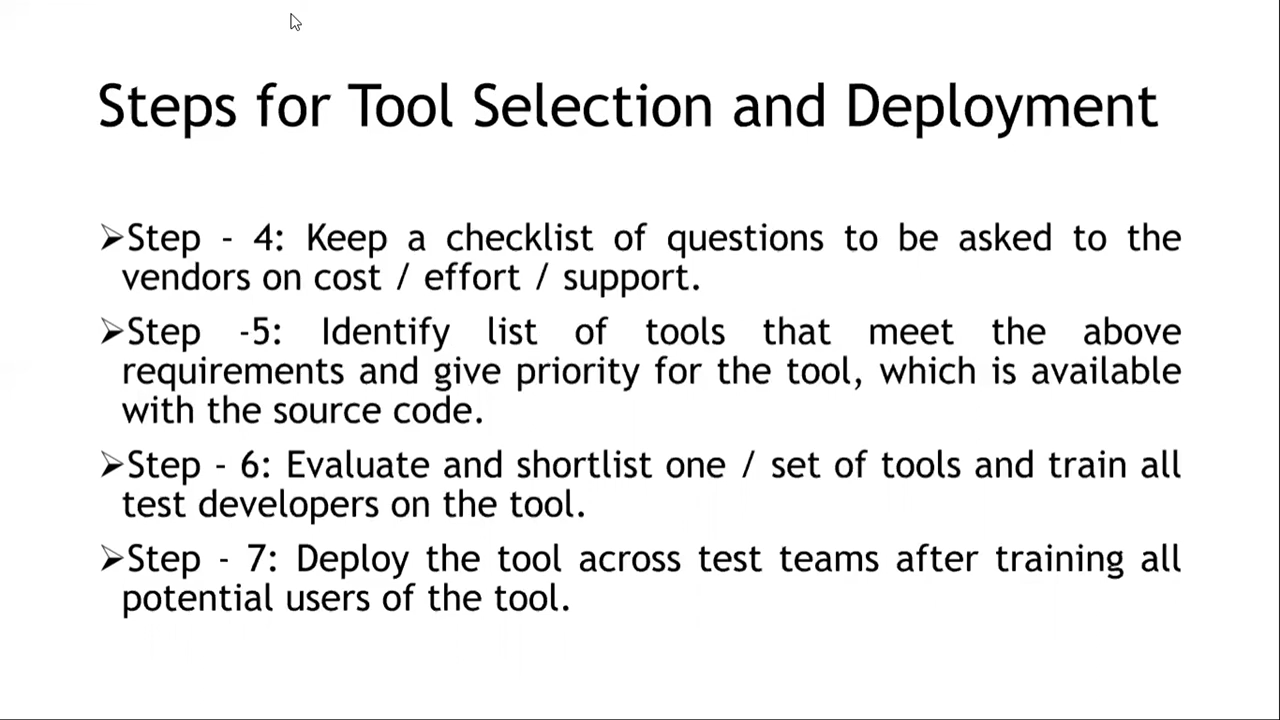 Steps for Tool Selection and Deployment
➢Step - 4: Keep a checklist of questions to be asked to the
vendors on cost / effort / support.
➢Step -5: Identify list of tools that meet the above
requirements and give priority for the tool, which is available
with the source code.
➢Step - 6: Evaluate and shortlist one / set of tools and train all
test developers on the tool.
➢Step - 7: Deploy the tool across test teams after training all
potential users of the tool.